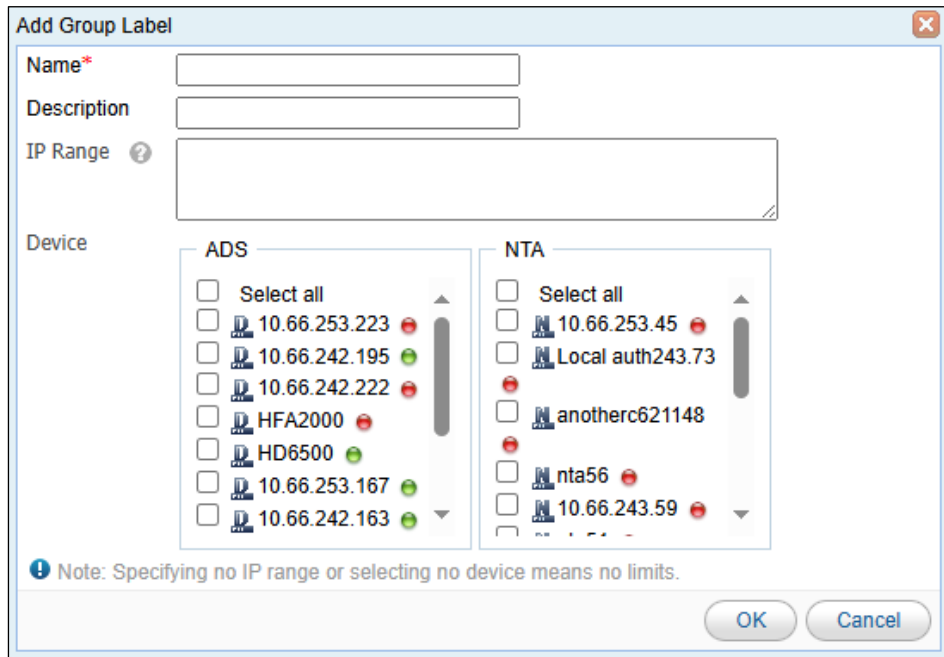 Add Group Label
Name*
Description
IP Range ?
Device
ADS
Select all
10.66.253.223
10.66.242.195
10.66.242.222
HFA2000
HD6500
10.66.253.167
10.66.242.163
NTA
Select all
10.66.253.45
Local auth243.73
anotherc621148
nta56
10.66.243.59
Note: Specifying no IP range or selecting no device means no limits.
OK
Cancel